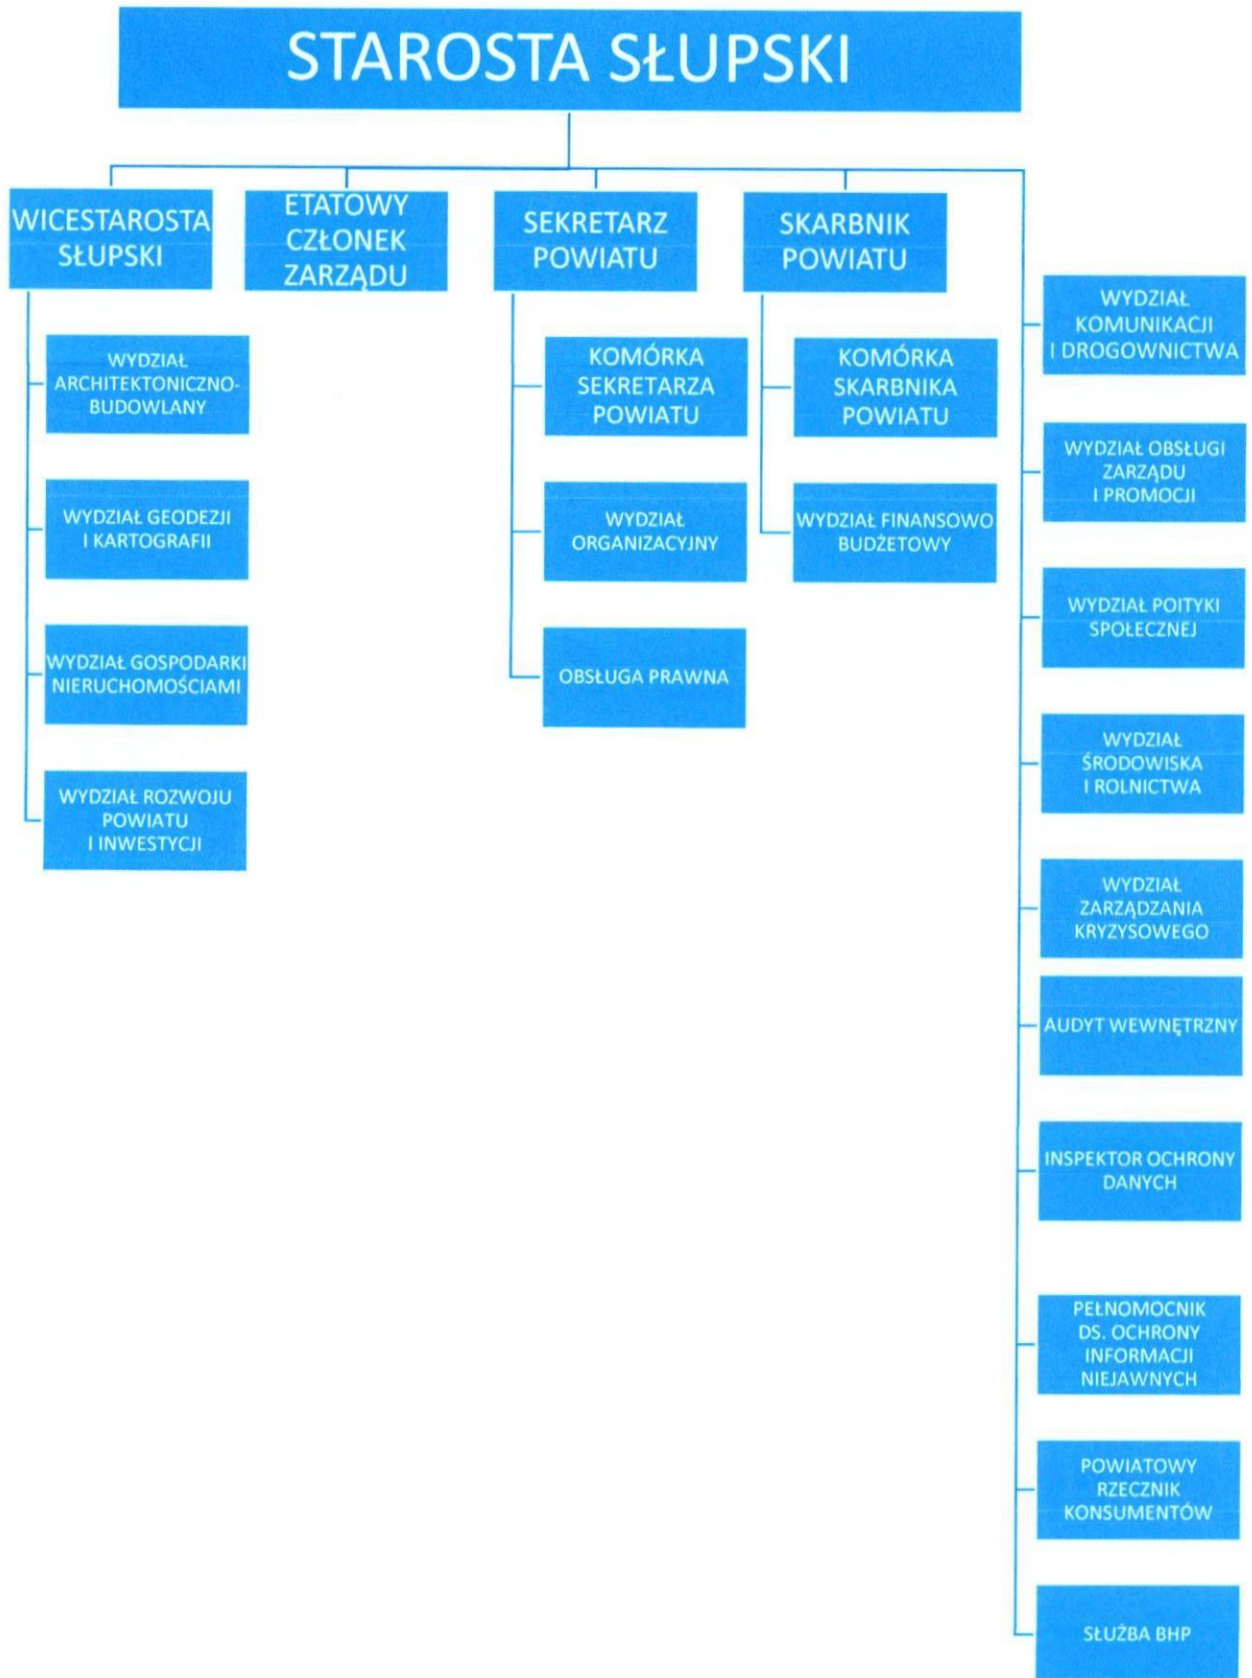 STAROSTA SŁUPSKI
WICESTAROSTA
SŁUPSKI
ETATOWY
CZŁONEK
ZARZĄDU
SEKRETARZ
POWIATU
SKARBNIK
POWIATU
WYDZIAŁ
ARCHITEKTONICZNO-
BUDOWLANY
WYDZIAŁ GEODEZJI
I KARTOGRAFII
WYDZIAŁ GOSPODARKI
NIERUCHOMOŚCIAMI
WYDZIAŁ ROZWOJU
POWIATU
I INWESTYCJI
KOMÓRKA
SEKRETARZA
POWIATU
WYDZIAŁ
ORGANIZACYJNY
OBSŁUGA PRAWNA
KOMÓRKA
SKARBNIKA
POWIATU
WYDZIAŁ FINANSOWO
BUDŻETOWY
WYDZIAŁ
KOMUNIKACJI
I DROGOWNICTWA
WYDZIAŁ OBSŁUGI
ZARZĄDU
I PROMOCJI
WYDZIAŁ POITYKI
SPOŁECZNEJ
WYDZIAŁ
ŚRODOWISKA
I ROLNICTWA
WYDZIAŁ
ZARZĄDZANIA
KRYZYSOWEGO
AUDYT WEWNĘTRZNY
INSPEKTOR OCHRONY
DANYCH
PEŁNOMOCNIK
DS. OCHRONY
INFORMACJI
NIEJAWNYCH
POWIATOWY
RZECZNIK
KONSUMENTÓW
SŁUŻBA BHP